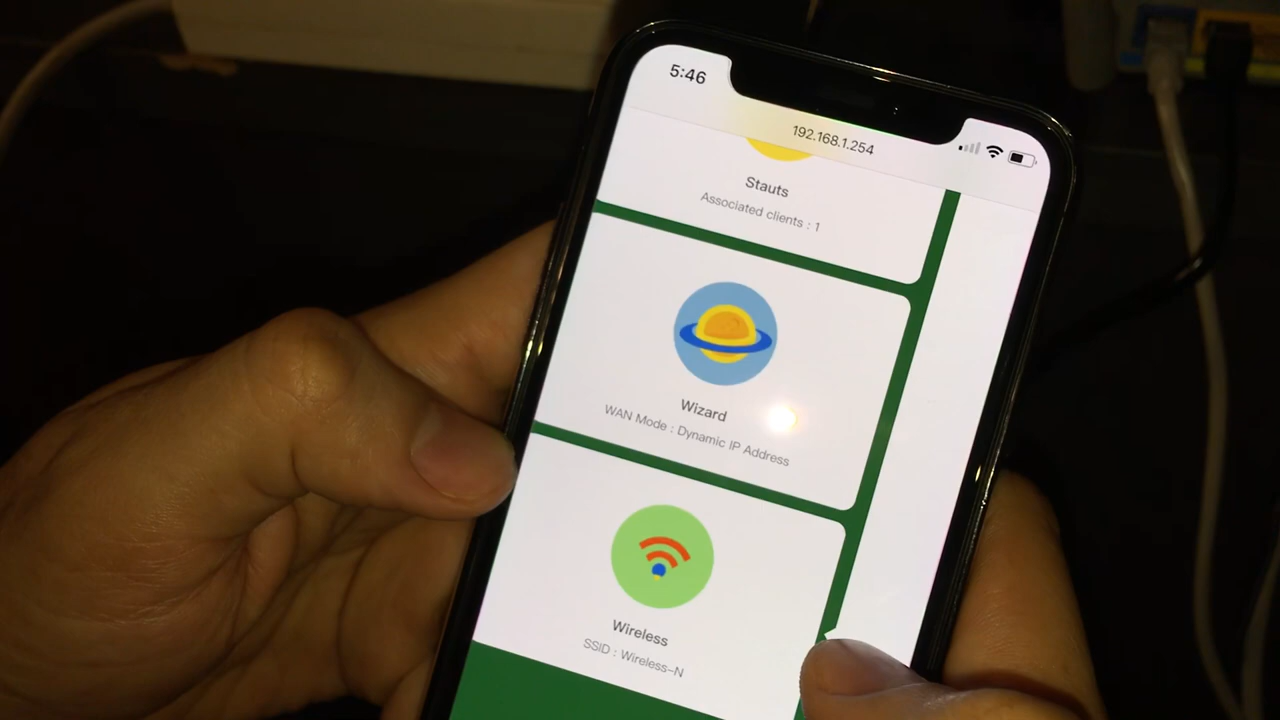 5:46
192.168.1.254
Stauts
Associated clients : 1
Wizard
WAN Mode : Dynamic IP Address
Wireless
SSID : Wireless-N